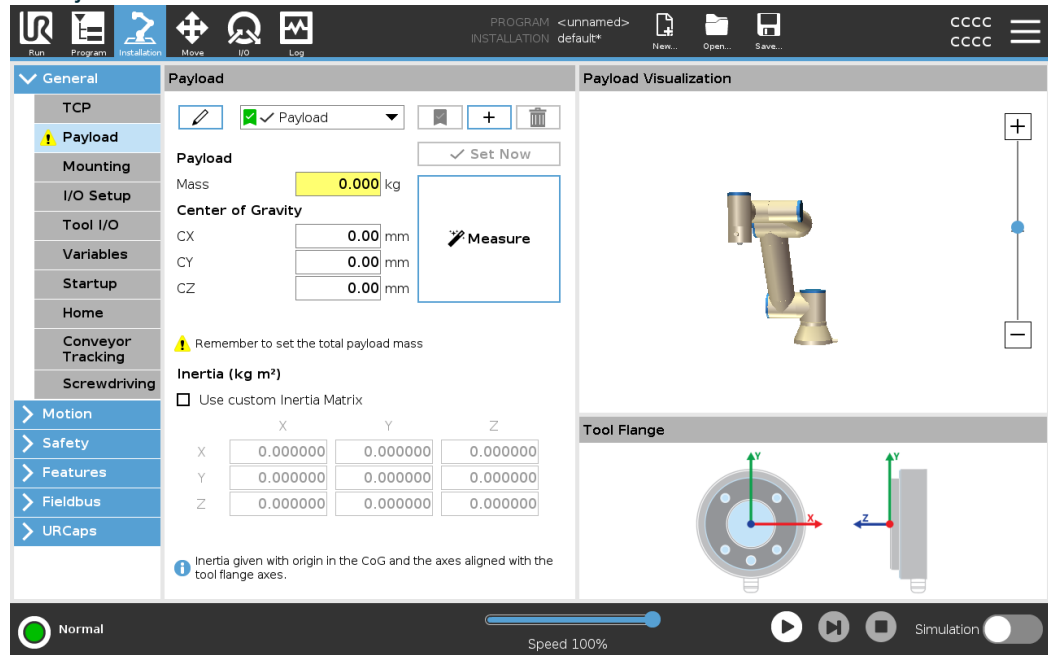 PROGRAM <unnamed>
INSTALLATION default*
CCCC
CCCC
Run Program Installation Move I/O Log New... Open... Save...
General
TCP
Payload
Mounting
I/O Setup
Tool I/O
Variables
Startup
Home
Conveyor
Tracking
Screwdriving
Motion
Safety
Features
Fieldbus
URCaps
Payload
Payload
+
Set Now
Payload
Mass 0.000 kg
Center of Gravity
CX 0.00 mm
CY 0.00 mm
CZ 0.00 mm
Measure
Remember to set the total payload mass
Inertia (kg m²)
Use custom Inertia Matrix
X Y Z
X 0.000000 0.000000 0.000000
Y 0.000000 0.000000 0.000000
Z 0.000000 0.000000 0.000000
Inertia given with origin in the CoG and the axes aligned with the
tool flange axes.
Payload Visualization
+
−
Tool Flange
Y Y
X Z
Normal
Speed 100%
Simulation